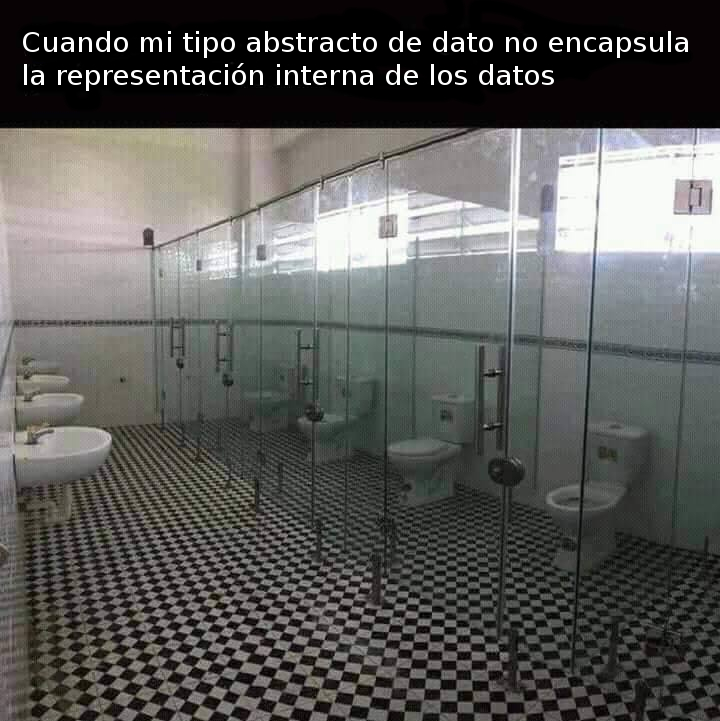 Cuando mi tipo abstracto de dato no encapsula
la representación interna de los datos